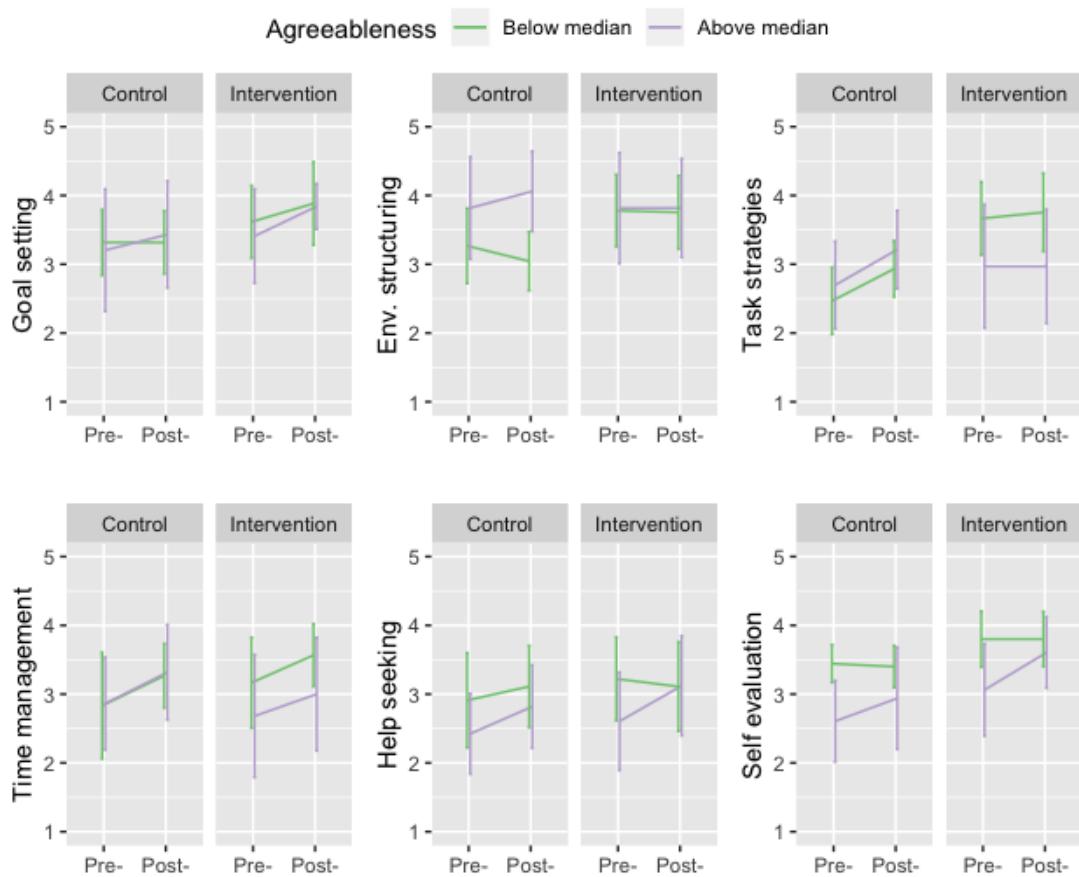 Agreeableness Below median Above median
Control Intervention Control Intervention Control Intervention
Goal setting
5
4
3
2
1
Pre- Post- Pre- Post-
Env. structuring
5
4
3
2
1
Pre- Post- Pre- Post-
Task strategies
5
4
3
2
1
Pre- Post- Pre- Post-
Control Intervention Control Intervention Control Intervention
Time management
5
4
3
2
1
Pre- Post- Pre- Post-
Help seeking
5
4
3
2
1
Pre- Post- Pre- Post-
Self evaluation
5
4
3
2
1
Pre- Post- Pre- Post-